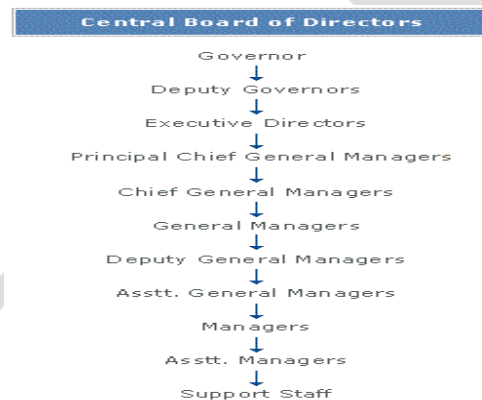 Central Board of Directors
Governor
Deputy Governors
Executive Directors
Principal Chief General Managers
Chief General Managers
General Managers
Deputy General Managers
Asstt. General Managers
Managers
Asstt. Managers
Support Staff